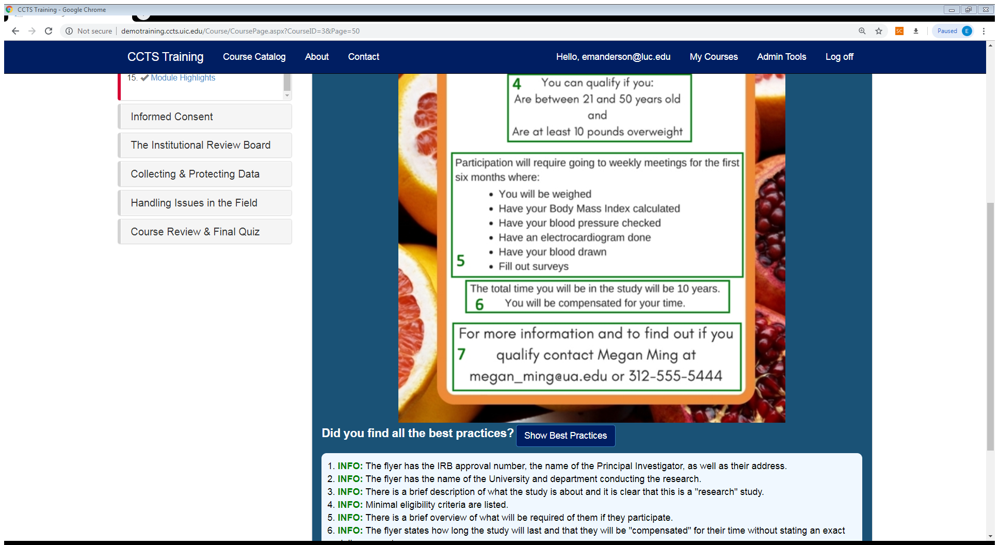 CCTS Training - Google Chrome
Not secure | demotraining.ccts.uic.edu/Course/CoursePage.aspx?CourseID=3&Page=50
SC
Paused E
CCTS Training Course Catalog About Contact Hello, emanderson@luc.edu My Courses Admin Tools Log off
15. Module Highlights
Informed Consent
The Institutional Review Board
Collecting & Protecting Data
Handling Issues in the Field
Course Review & Final Quiz
4 You can qualify if you:
Are between 21 and 50 years old
and
Are at least 10 pounds overweight
Participation will require going to weekly meetings for the first
six months where:
• You will be weighed
• Have your Body Mass Index calculated
• Have your blood pressure checked
• Have an electrocardiogram done
• Have your blood drawn
5 • Fill out surveys
The total time you will be in the study will be 10 years.
6 You will be compensated for your time.
For more information and to find out if you
7 qualify contact Megan Ming at
megan_ming@ua.edu or 312-555-5444
Did you find all the best practices? Show Best Practices
1. INFO: The flyer has the IRB approval number, the name of the Principal Investigator, as well as their address.
2. INFO: The flyer has the name of the University and department conducting the research.
3. INFO: There is a brief description of what the study is about and it is clear that this is a "research" study.
4. INFO: Minimal eligibility criteria are listed.
5. INFO: There is a brief overview of what will be required of them if they participate.
6. INFO: The flyer states how long the study will last and that they will be "compensated" for their time without stating an exact